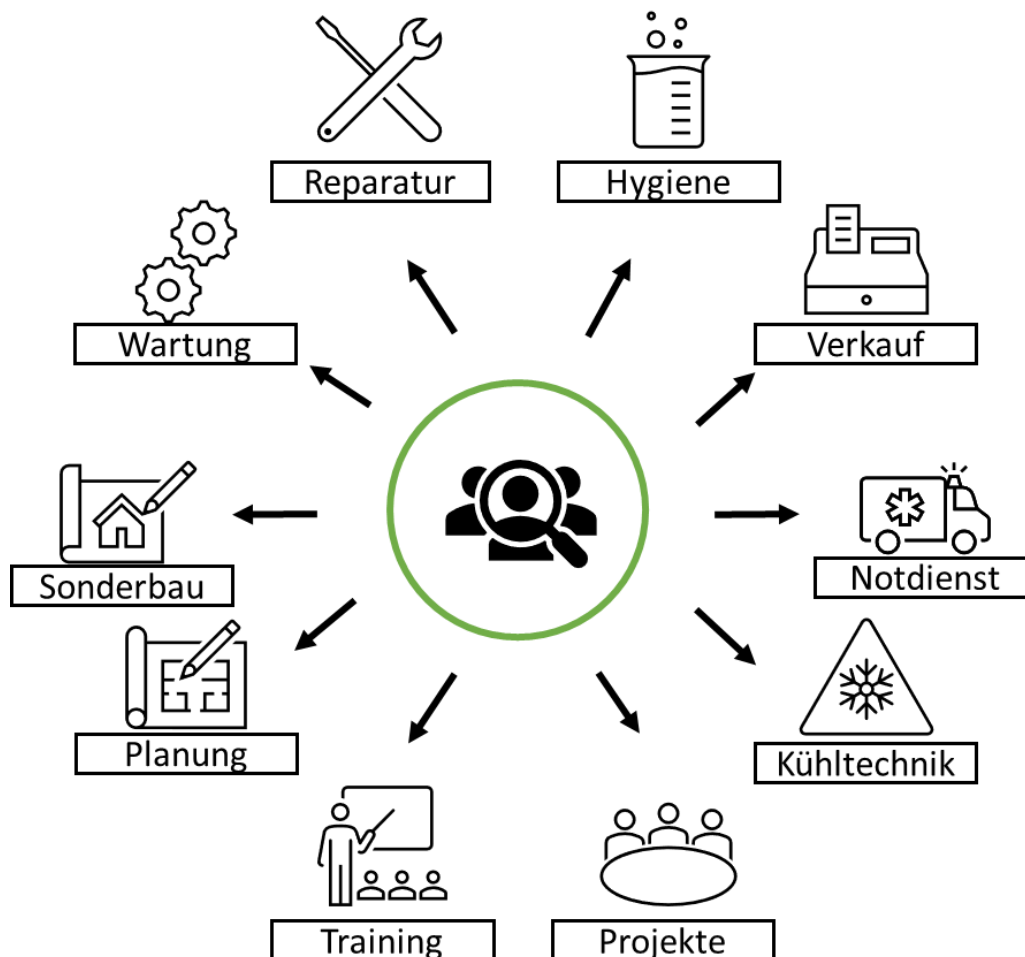 Reparatur
Hygiene
Wartung
Verkauf
Sonderbau
Notdienst
Planung
Kühltechnik
Training
Projekte